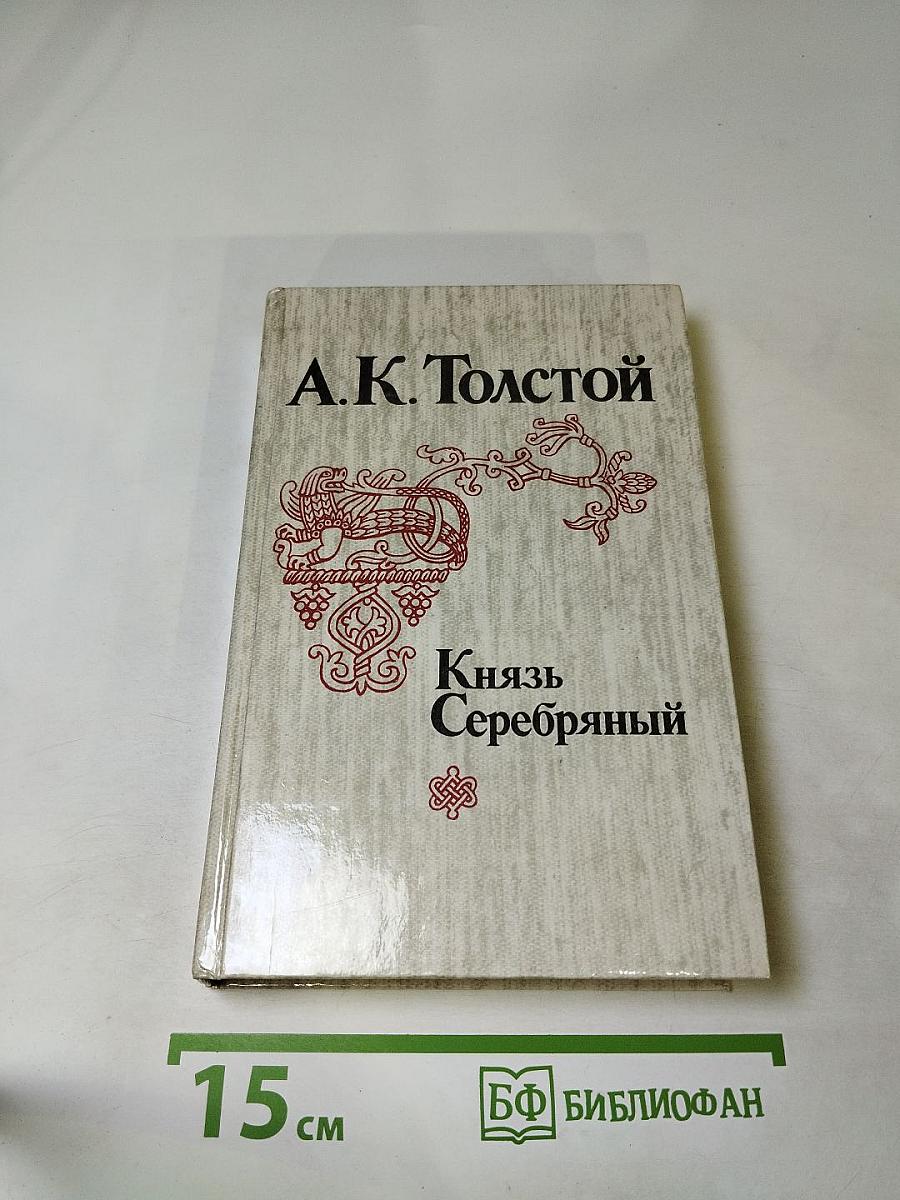 А.К. Толстой
Князь
Серебряный
15 см
БФ БИБЛИОФАН